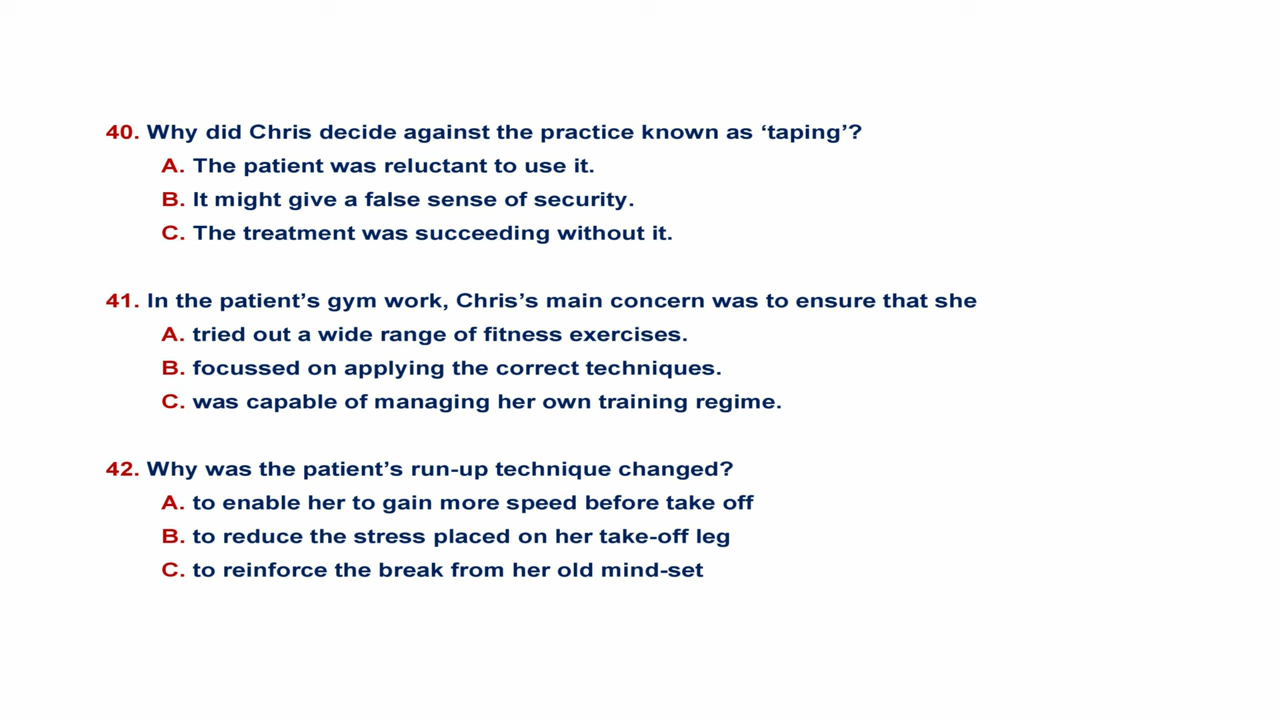 40. Why did Chris decide against the practice known as ‘taping’?
A. The patient was reluctant to use it.
B. It might give a false sense of security.
C. The treatment was succeeding without it.
41. In the patient’s gym work, Chris’s main concern was to ensure that she
A. tried out a wide range of fitness exercises.
B. focussed on applying the correct techniques.
C. was capable of managing her own training regime.
42. Why was the patient’s run-up technique changed?
A. to enable her to gain more speed before take off
B. to reduce the stress placed on her take-off leg
C. to reinforce the break from her old mind-set